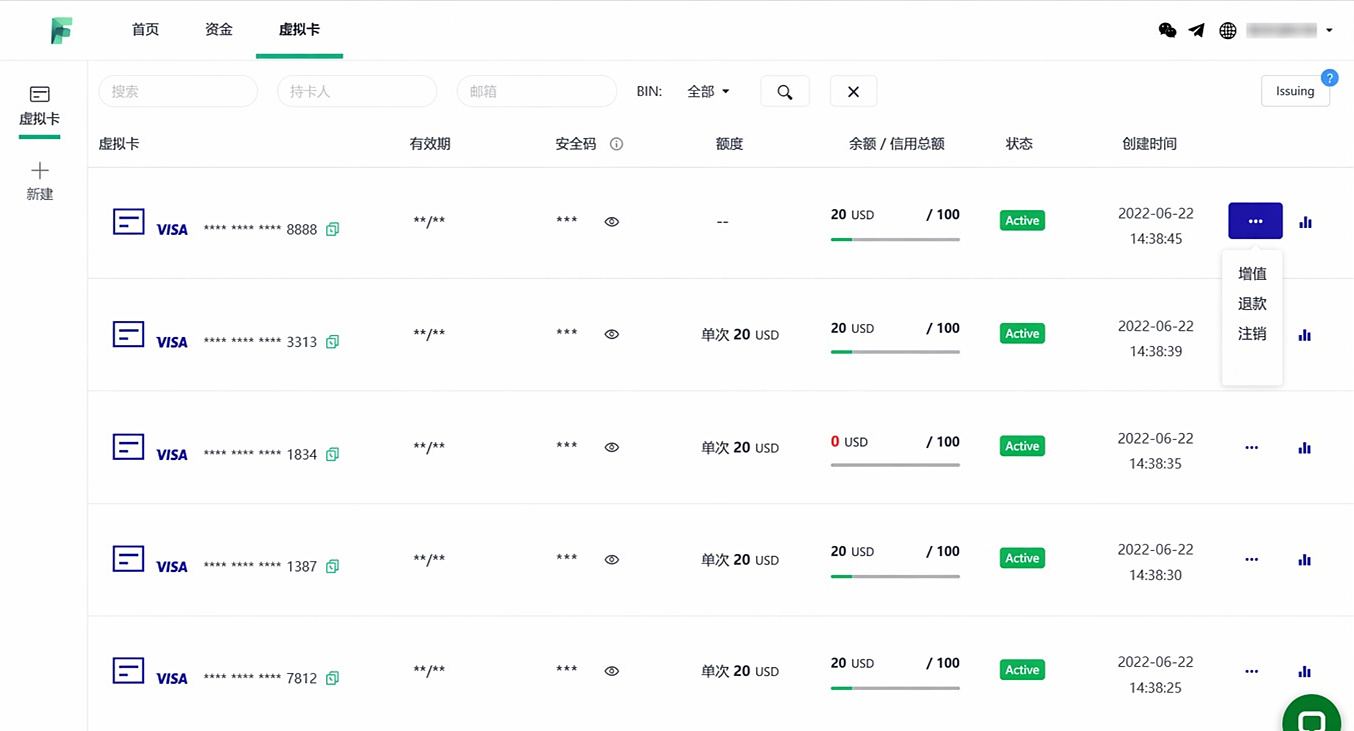 首页 资金 虚拟卡
虚拟卡
新建
搜索 持卡人 邮箱 BIN: 全部 Issuing ?
虚拟卡 有效期 安全码 额度 余额 / 信用总额 状态 创建时间
VISA **** **** **** 8888 **/** *** -- 20 USD / 100 Active 2022-06-22
14:38:45
增值
退款
注销
VISA **** **** **** 3313 **/** *** 单次 20 USD 20 USD / 100 Active 2022-06-22
14:38:39
VISA **** **** **** 1834 **/** *** 单次 20 USD 0 USD / 100 Active 2022-06-22
14:38:35
VISA **** **** **** 1387 **/** *** 单次 20 USD 20 USD / 100 Active 2022-06-22
14:38:30
VISA **** **** **** 7812 **/** *** 单次 20 USD 20 USD / 100 Active 2022-06-22
14:38:25